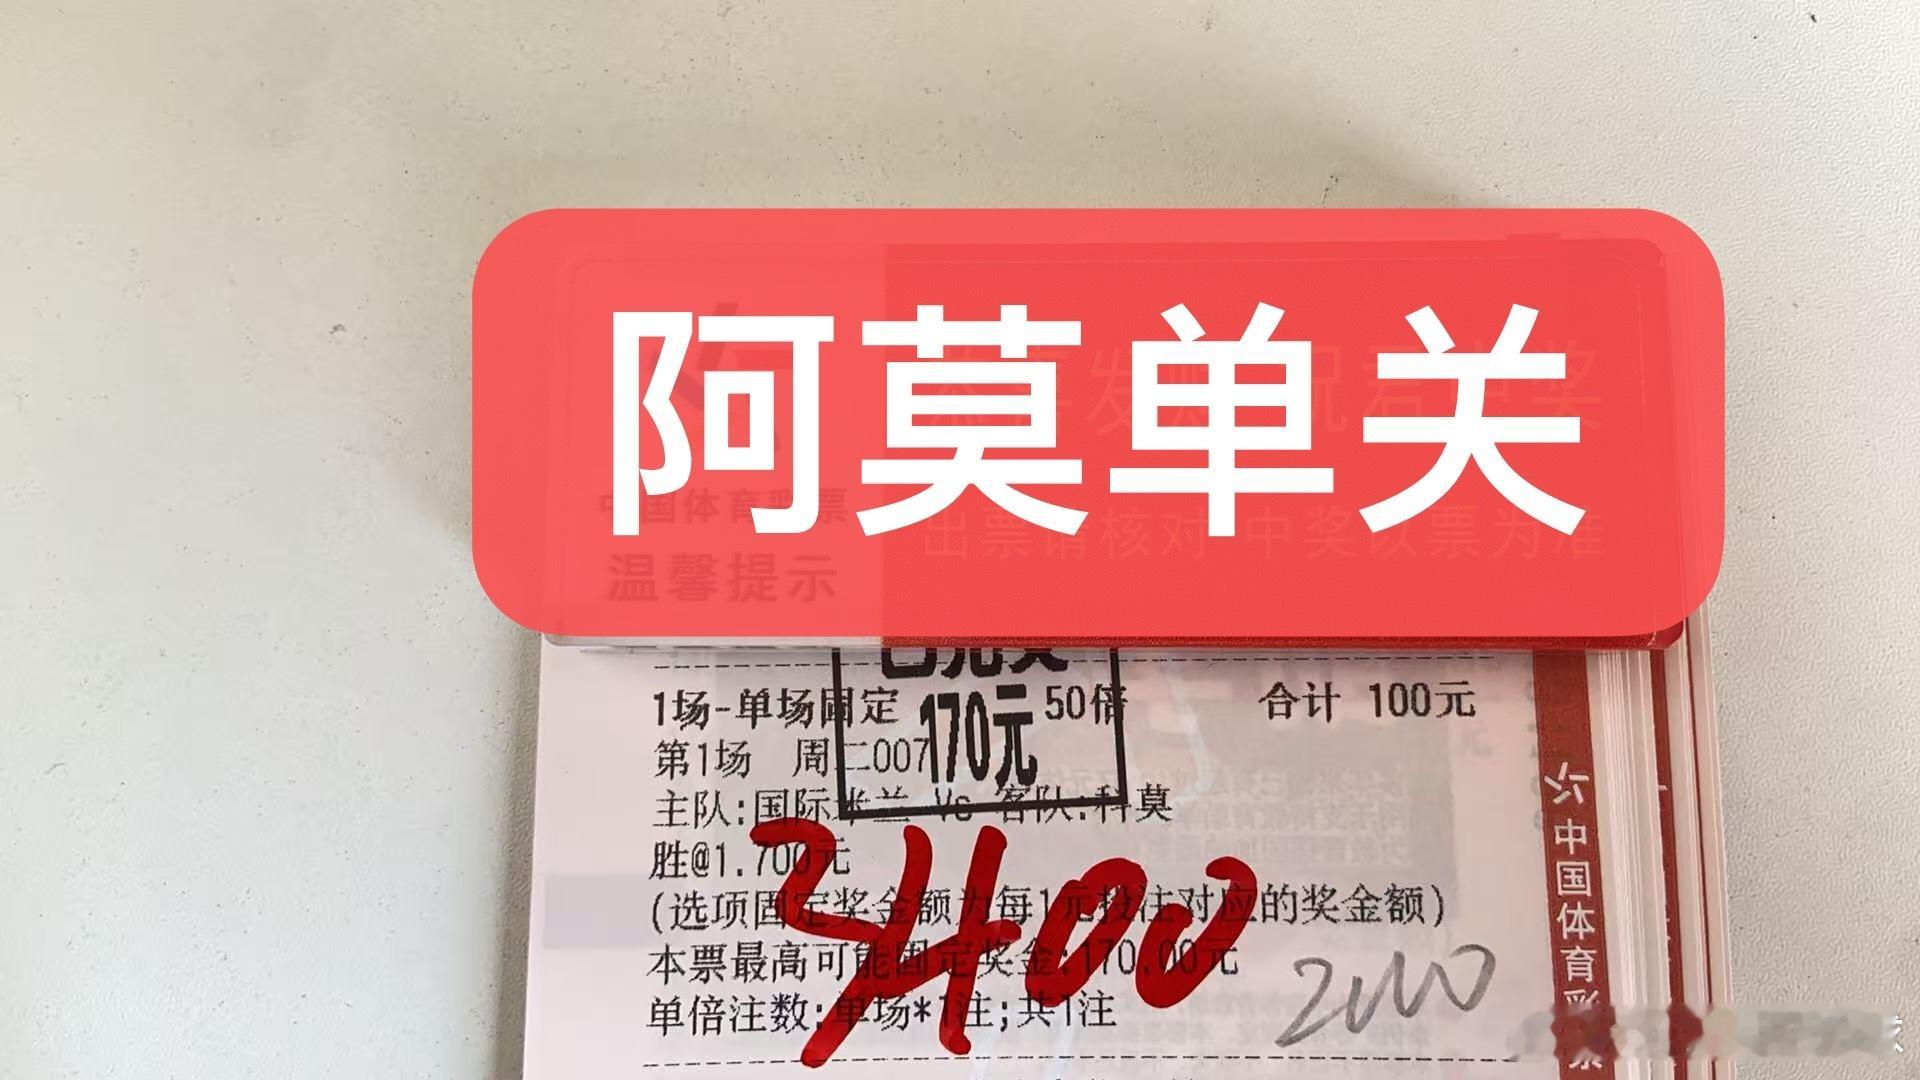 阿莫单关
中国体育彩票
温馨提示
出票请核对 中奖以票为准
已兑奖
170元
1场-单场固定 50倍 合计 100元
第1场 周二007
主队:国际米兰 Vs 客队:科莫
胜@1.700元
(选项固定奖金额为每1元投注对应的奖金额)
本票最高可能固定奖金:170.00元
单倍注数:单场*1注;共1注
3400
2000
中国体育彩票